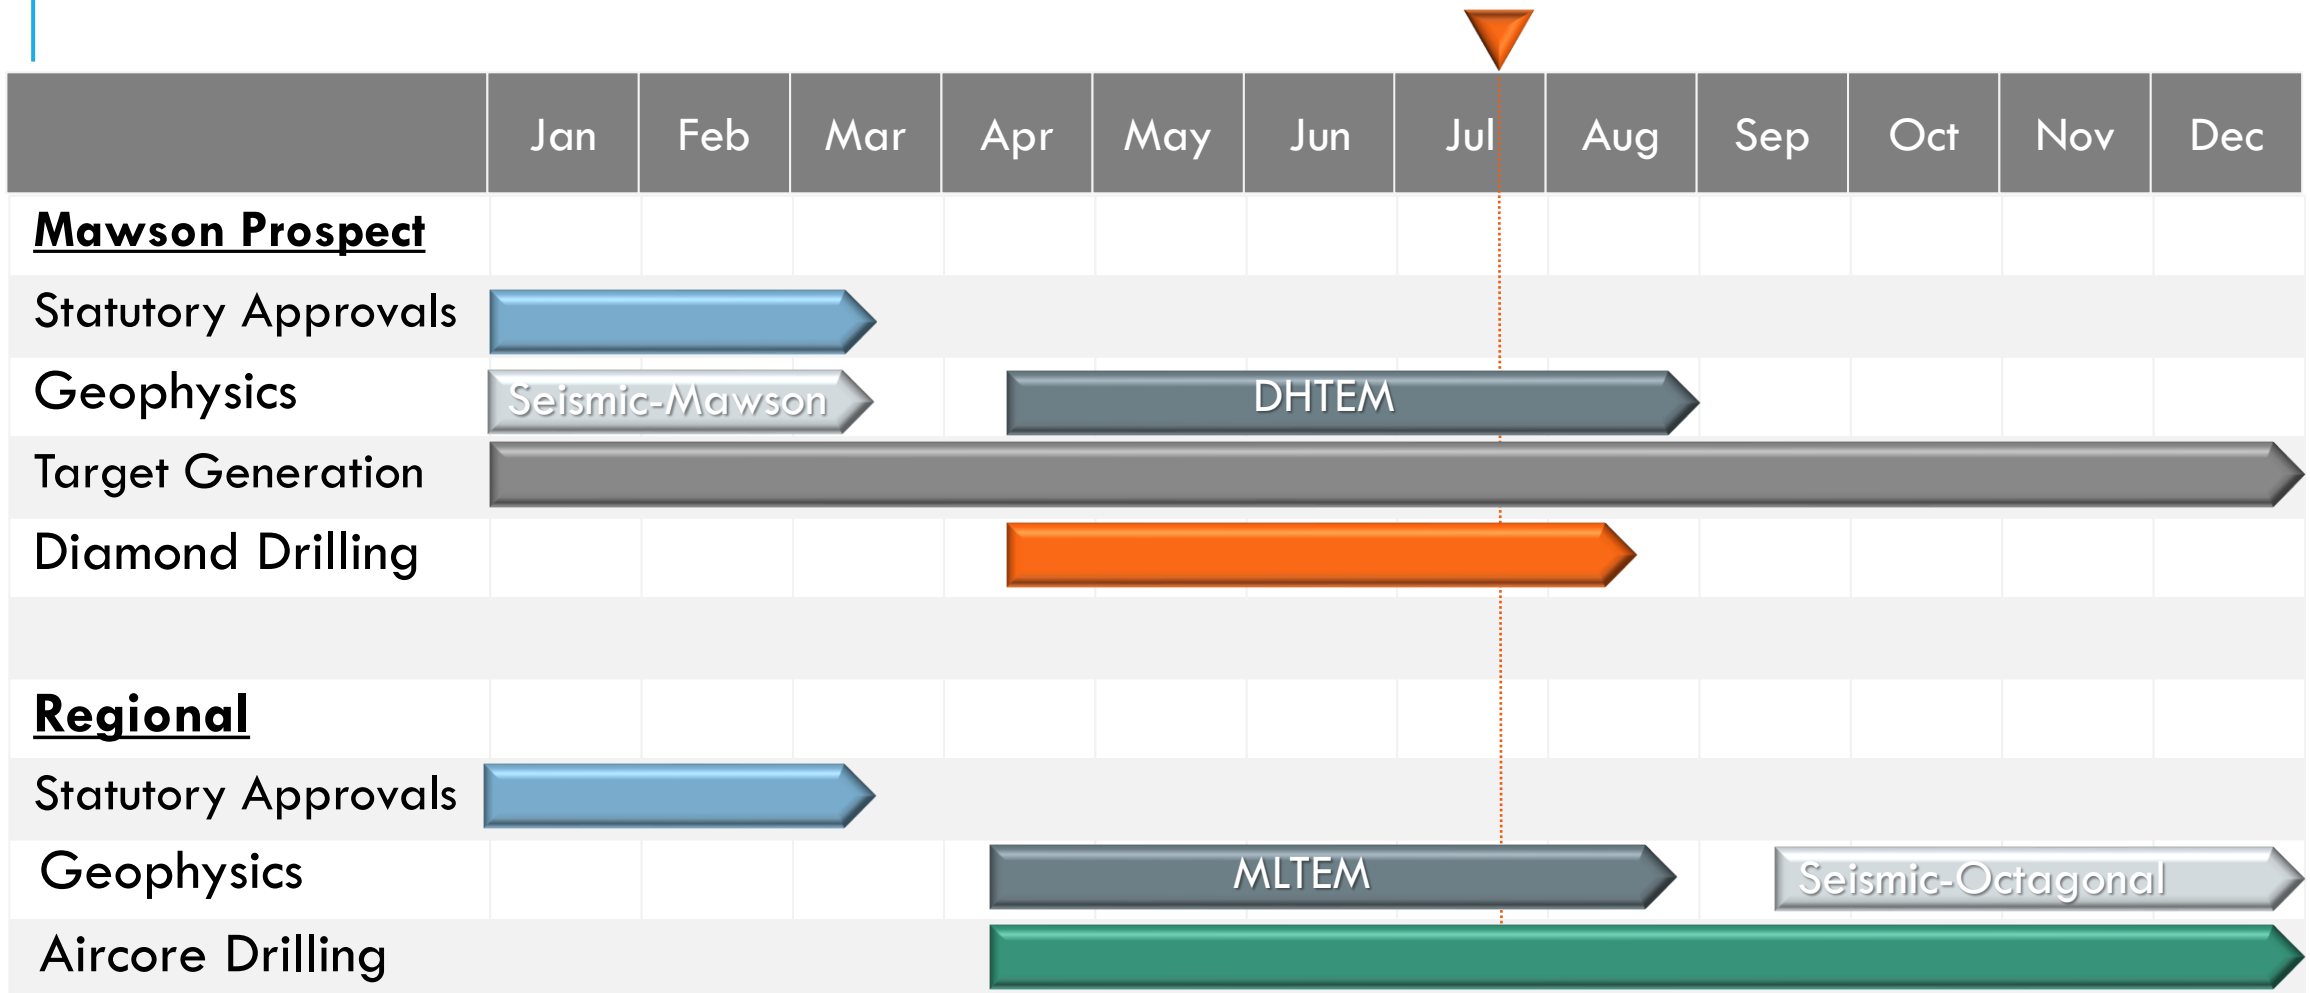 Jan Feb Mar Apr May Jun Jul Aug Sep Oct Nov Dec
Mawson Prospect
Statutory Approvals
Geophysics Seismic-Mawson DHTEM
Target Generation
Diamond Drilling
Regional
Statutory Approvals
Geophysics MLTEM Seismic-Octagonal
Aircore Drilling